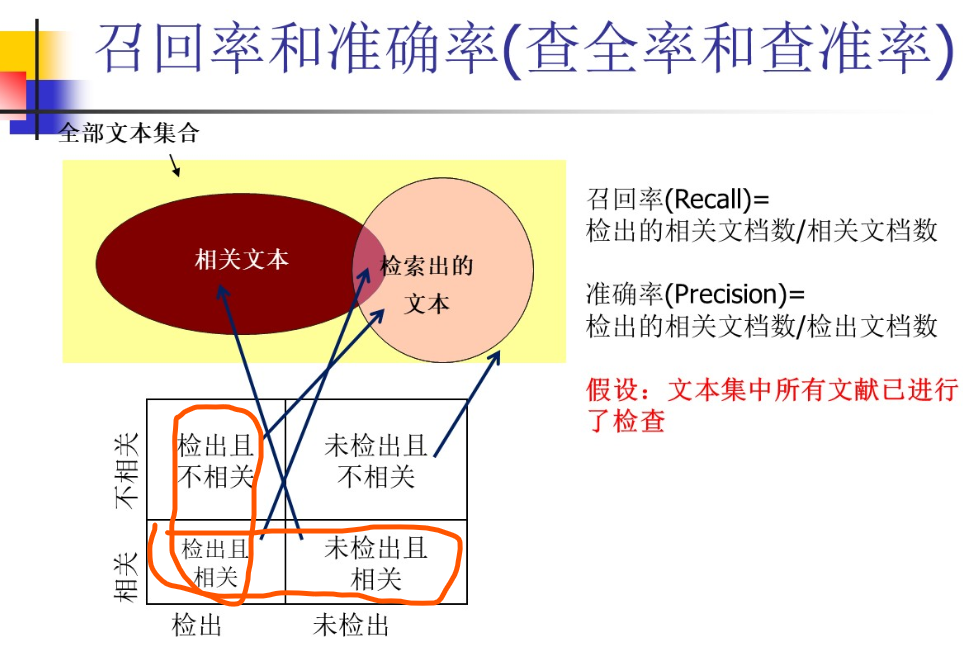 召回率和准确率(查全率和查准率)
全部文本集合
相关文本
检索出的
文本
召回率(Recall)=
检出的相关文档数/相关文档数
准确率(Precision)=
检出的相关文档数/检出文档数
假设：文本集中所有文献已进行
了检查
不相关
检出且
不相关
未检出且
不相关
相关
检出且
相关
未检出且
相关
检出
未检出